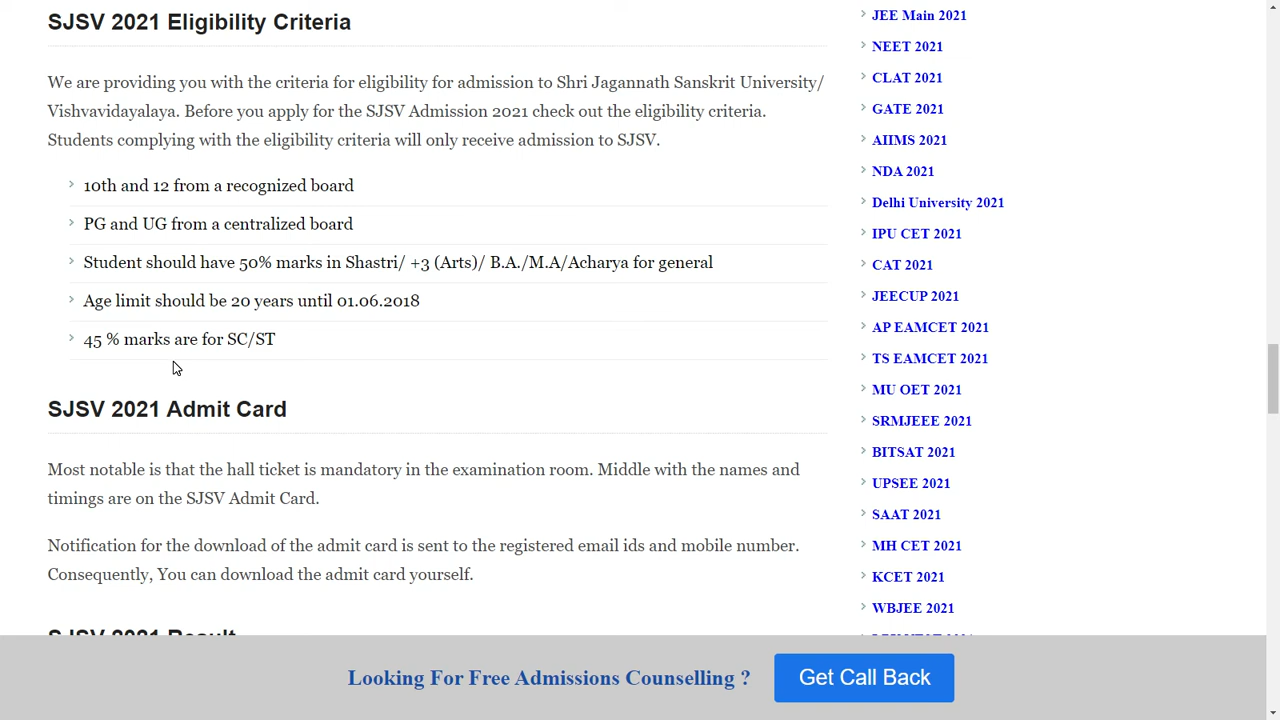 SJSV 2021 Eligibility Criteria
We are providing you with the criteria for eligibility for admission to Shri Jagannath Sanskrit University/
Vishvavidayalaya. Before you apply for the SJSV Admission 2021 check out the eligibility criteria.
Students complying with the eligibility criteria will only receive admission to SJSV.
10th and 12 from a recognized board
PG and UG from a centralized board
Student should have 50% marks in Shastri/ +3 (Arts)/ B.A./M.A/Acharya for general
Age limit should be 20 years until 01.06.2018
45 % marks are for SC/ST
SJSV 2021 Admit Card
Most notable is that the hall ticket is mandatory in the examination room. Middle with the names and
timings are on the SJSV Admit Card.
Notification for the download of the admit card is sent to the registered email ids and mobile number.
Consequently, You can download the admit card yourself.
SJSV 2021 Result
JEE Main 2021
NEET 2021
CLAT 2021
GATE 2021
AIIMS 2021
NDA 2021
Delhi University 2021
IPU CET 2021
CAT 2021
JEECUP 2021
AP EAMCET 2021
TS EAMCET 2021
MU OET 2021
SRMJEEE 2021
BITSAT 2021
UPSEE 2021
SAAT 2021
MH CET 2021
KCET 2021
WBJEE 2021
Looking For Free Admissions Counselling ?
Get Call Back